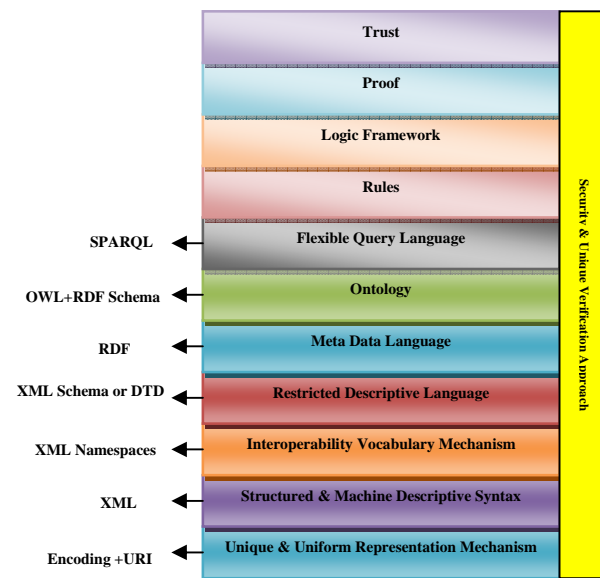 Trust
Proof
Logic Framework
Rules
SPARQL
Flexible Query Language
OWL+RDF Schema
Ontology
RDF
Meta Data Language
XML Schema or DTD
Restricted Descriptive Language
XML Namespaces
Interoperability Vocabulary Mechanism
XML
Structured & Machine Descriptive Syntax
Encoding +URI
Unique & Uniform Representation Mechanism
Security & Unique Verification Approach